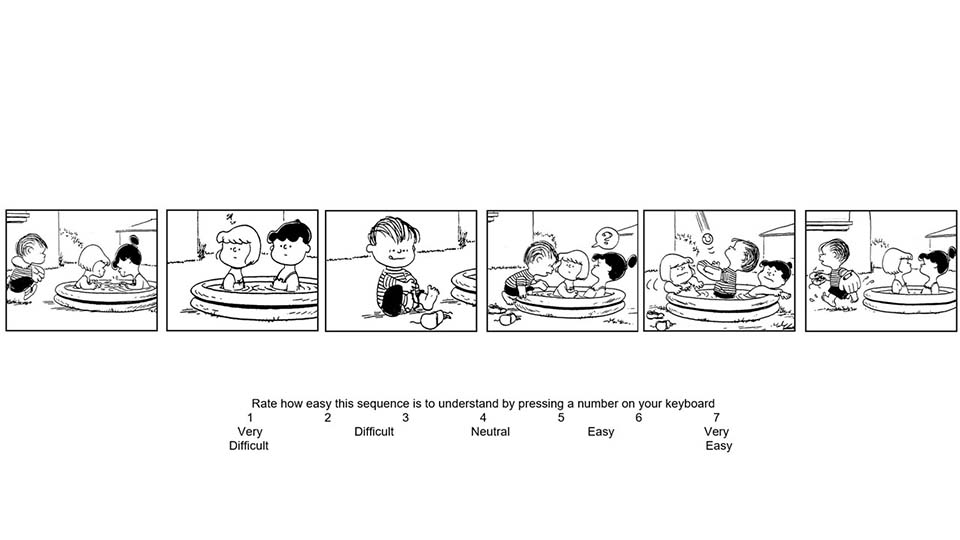 ?
Rate how easy this sequence is to understand by pressing a number on your keyboard
1 2 3 4 5 6 7
Very Difficult Neutral Easy Very
Difficult Easy